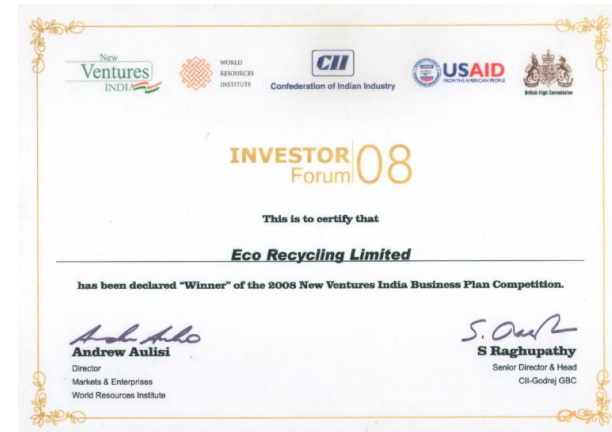 New
Ventures
INDIA
WORLD
RESOURCES
INSTITUTE
CII
Confederation of Indian Industry
USAID
FROM THE AMERICAN PEOPLE
British High Commission
INVESTOR
Forum 08
This is to certify that
Eco Recycling Limited
has been declared "Winner" of the 2008 New Ventures India Business Plan Competition.
Andrew Aulisi
Director
Markets & Enterprises
World Resources Institute
S Raghupathy
Senior Director & Head
CII-Godrej GBC